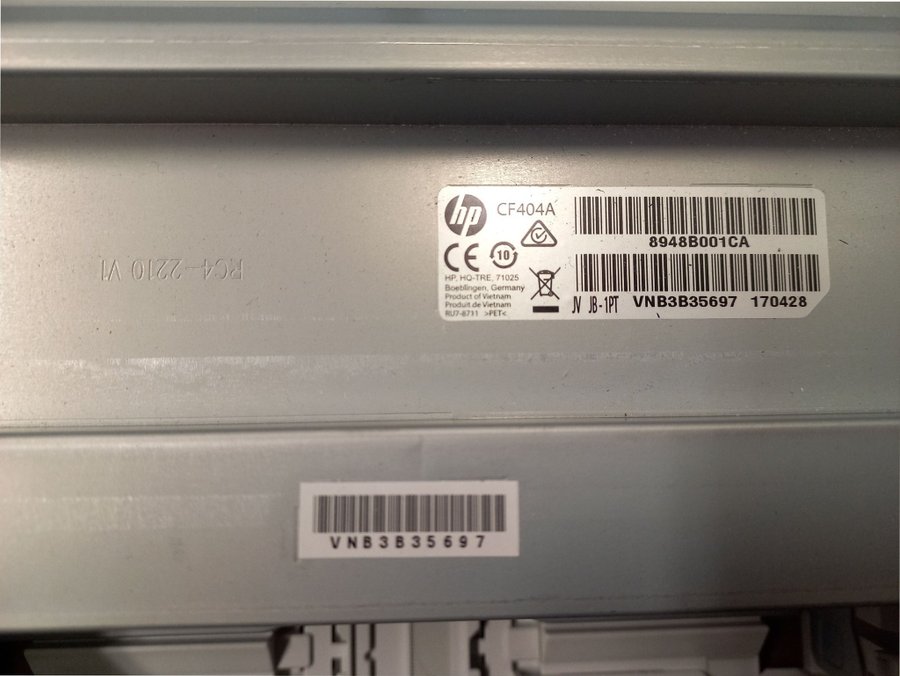 hp
CF404A
8948B001CA
10
HP, HQ-TRE, 71025
Boeblingen, Germany
Product of Vietnam
Produit de Vietnam
RU7-8731 >PET<
JV JB-1PT VNB3B35697 170428
RC4-2210 V1
VNB3B35697